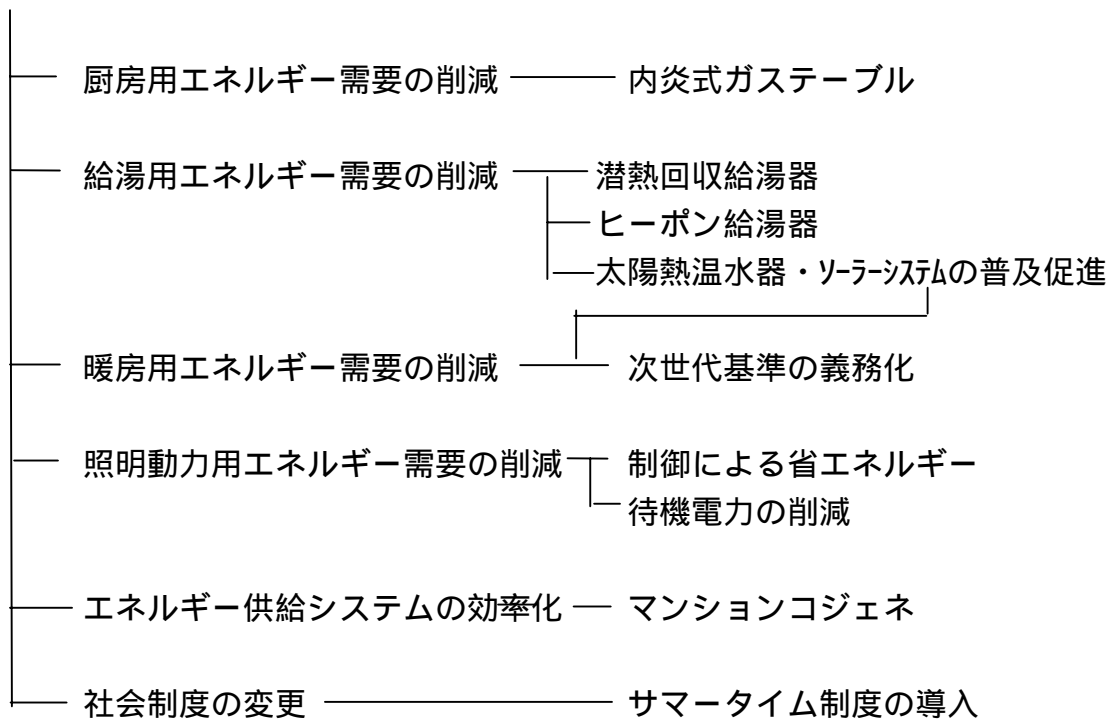 厨房用エネルギー需要の削減 内炎式ガステーブル
給湯用エネルギー需要の削減 潜熱回収給湯器
ヒーポン給湯器
太陽熱温水器・ソーラーシステムの普及促進
暖房用エネルギー需要の削減 次世代基準の義務化
照明動力用エネルギー需要の削減 制御による省エネルギー
待機電力の削減
エネルギー供給システムの効率化 マンションコジェネ
社会制度の変更 サマータイム制度の導入